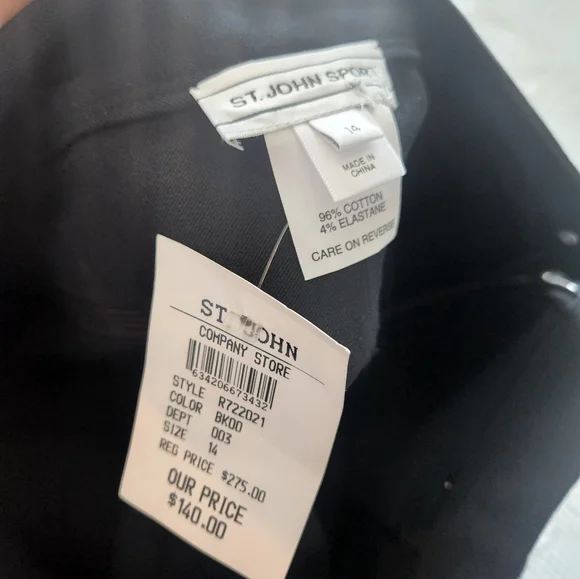 ST. JOHN SPORT
14
MADE IN
CHINA
96% COTTON
4% ELASTANE
CARE ON REVERSE
ST. JOHN
COMPANY STORE
634206673432
STYLE R722021
COLOR BKOO
DEPT 003
SIZE 14
REG PRICE $275.00
OUR PRICE
$140.00